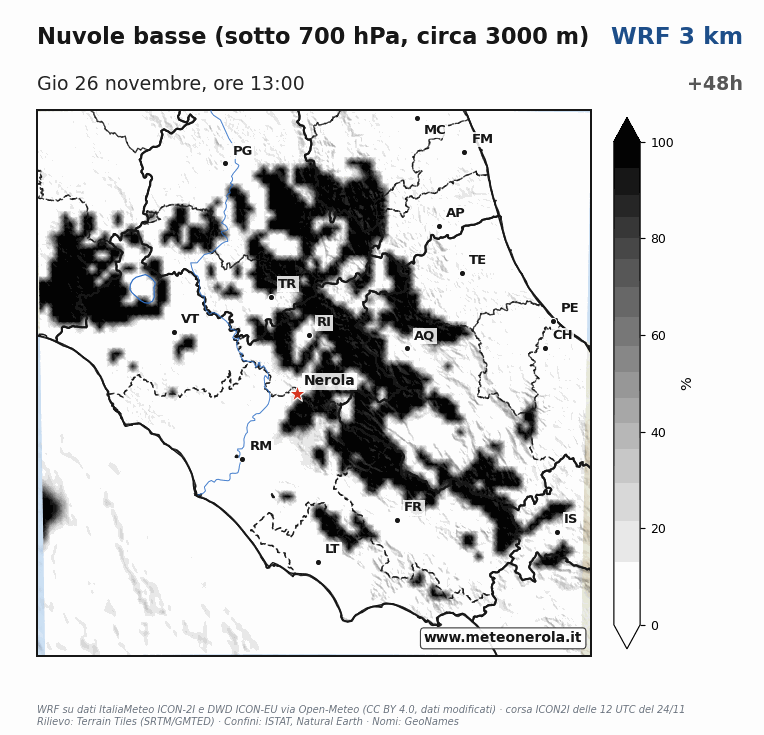 Nuvole basse (sotto 700 hPa, circa 3000 m) WRF 3 km
Gio 26 novembre, ore 13:00 +48h
MC
FM
PG
AP
TE
TR
PE
VT
RI
AQ
CH
Nerola
RM
FR
IS
LT
www.meteonerola.it
100
80
60
40
20
0
%
WRF su dati ItaliaMeteo ICON-2I e DWD ICON-EU via Open-Meteo (CC BY 4.0, dati modificati) · corsa ICON2I delle 12 UTC del 24/11
Rilievo: Terrain Tiles (SRTM/GMTED) · Confini: ISTAT, Natural Earth · Nomi: GeoNames